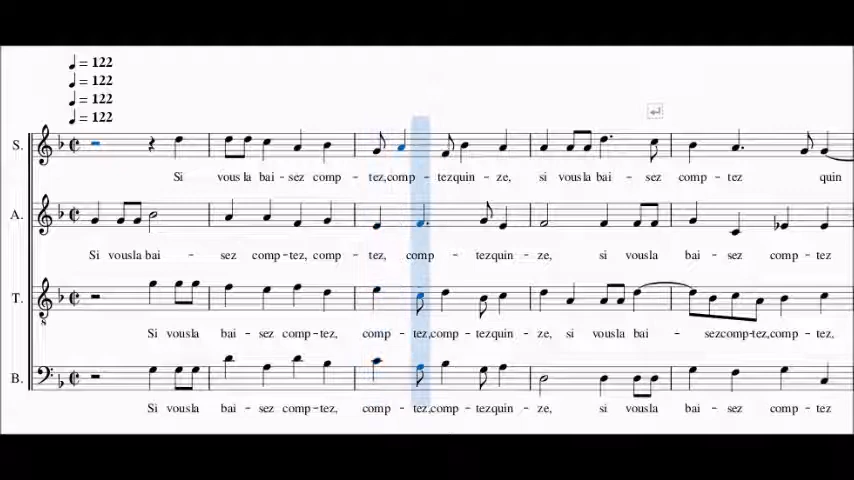 = 122
= 122
= 122
= 122
S.
Si vous la bai - sez comp - tez, comp - tez quin - ze, si vous la bai - sez comp - tez quin
A.
Si vous la bai - sez comp - tez, comp - tez, comp - tez quin - ze, si vous la bai - sez comp - tez
T.
8
Si vous la bai - sez comp - tez, comp - tez, comp - tez quin - ze, si vous la bai - sez comp - tez, comp - tez,
B.
Si vous la bai - sez comp - tez, comp - tez, comp - tez quin - ze, si vous la bai - sez comp - tez